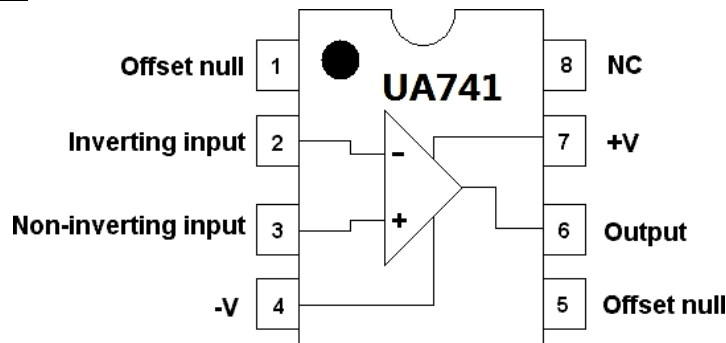 Offset null 1
8 NC
UA741
Inverting input 2
-
7 +V
Non-inverting input 3
+
6 Output
-V 4
5 Offset null